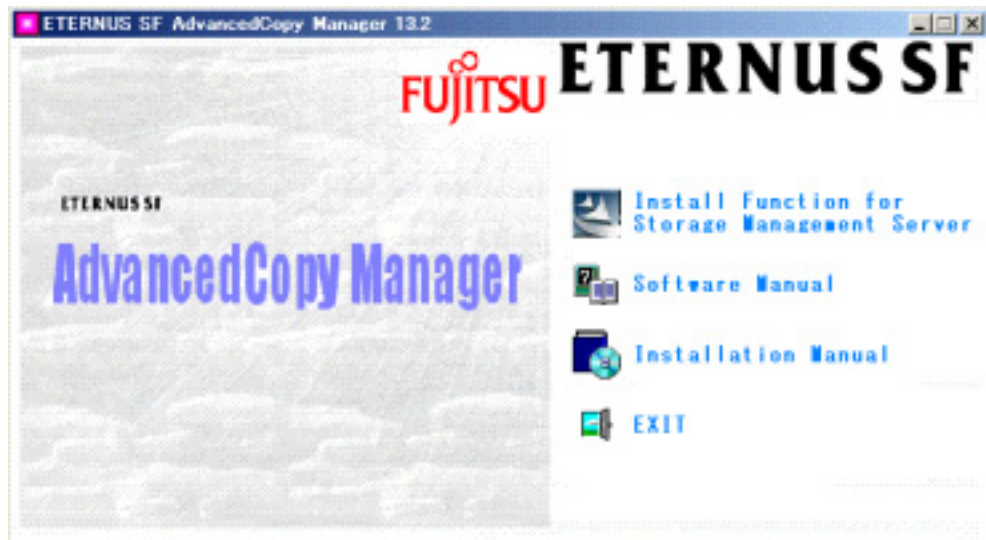 ETERNUS SF AdvancedCopy Manager 13.2
FUJITSU ETERNUS SF
ETERNUS SF
AdvancedCopy Manager
Install Function for
Storage Management Server
Software Manual
Installation Manual
EXIT